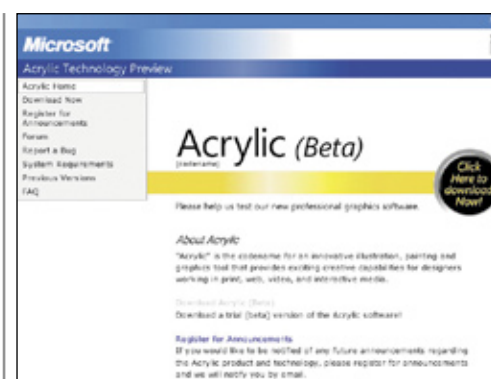 Microsoft
Acrylic Technology Preview
Acrylic Home
Download Now
Register for
Announcements
Forum
Report a Bug
System Requirements
Previous Versions
FAQ
Acrylic (Beta)
[codename]
Click
Here to
download
Now!
Please help us test our new professional graphics software.
About Acrylic
"Acrylic" is the codename for an innovative illustration, painting and
graphics tool that provides exciting creative capabilities for designers
working in print, web, video, and interactive media.
Download Acrylic (Beta)
Download a trial (beta) version of the Acrylic software!
Register for Announcements
If you would like to be notified of any future announcements regarding
the Acrylic product and technology, please register for announcements
and we will notify you by email.